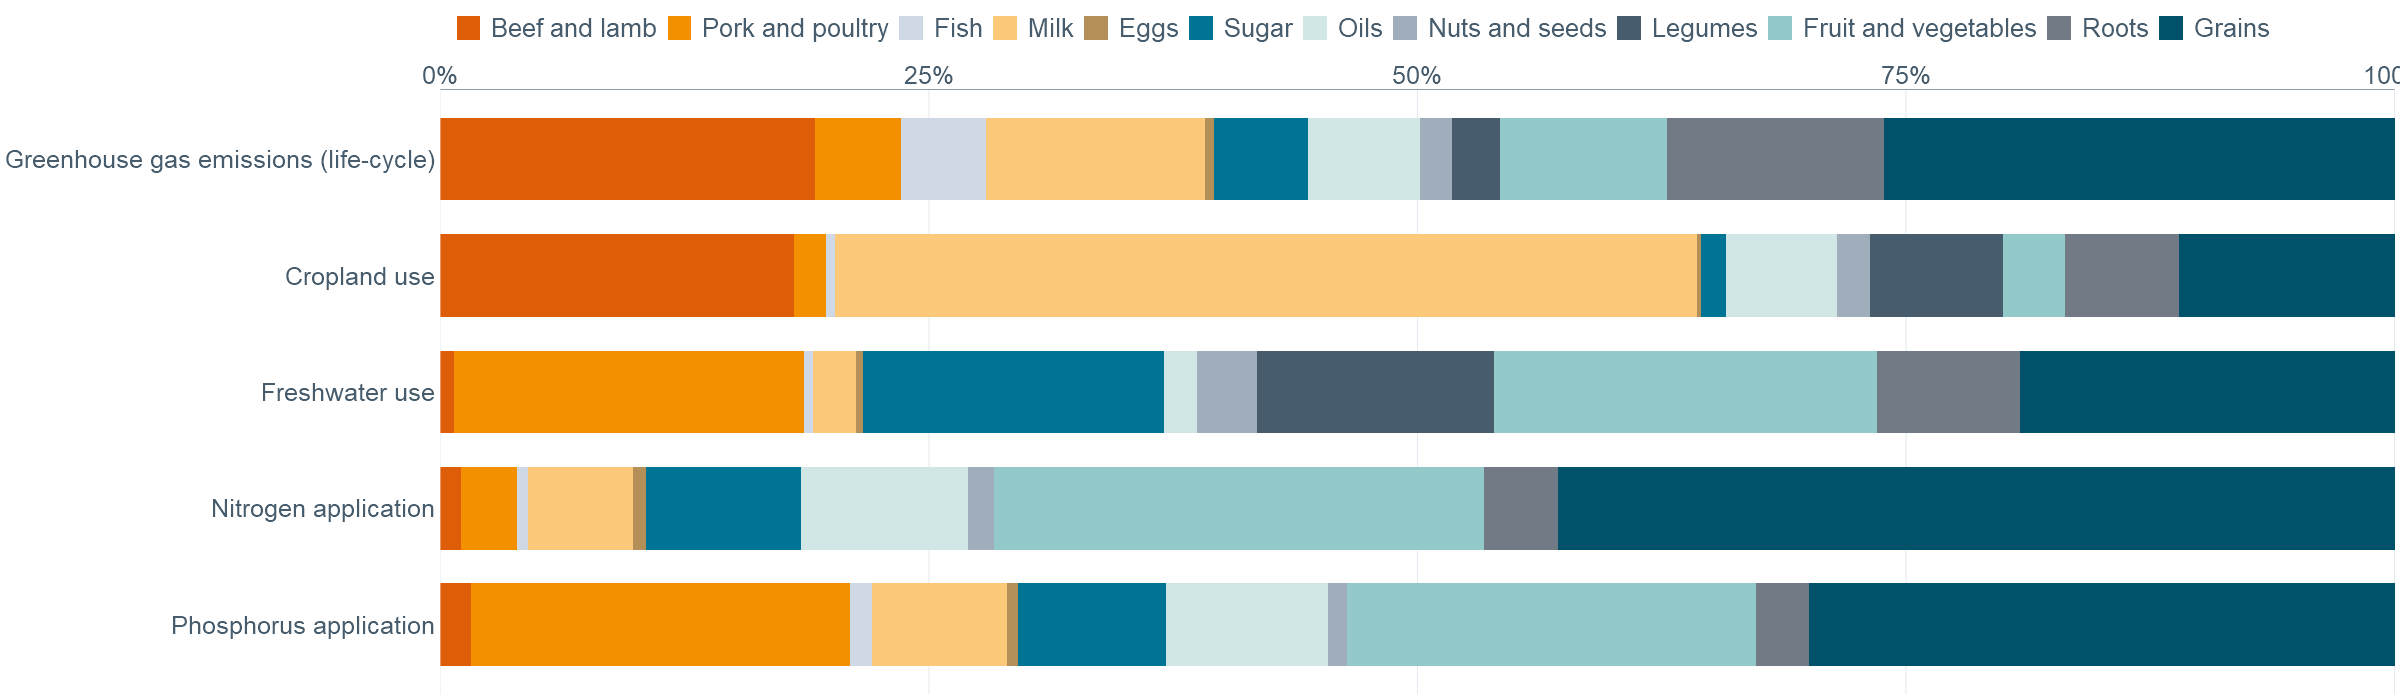 Beef and lamb Pork and poultry Fish Milk Eggs Sugar Oils Nuts and seeds Legumes Fruit and vegetables Roots Grains
0% 25% 50% 75% 100
Greenhouse gas emissions (life-cycle)
Cropland use
Freshwater use
Nitrogen application
Phosphorus application